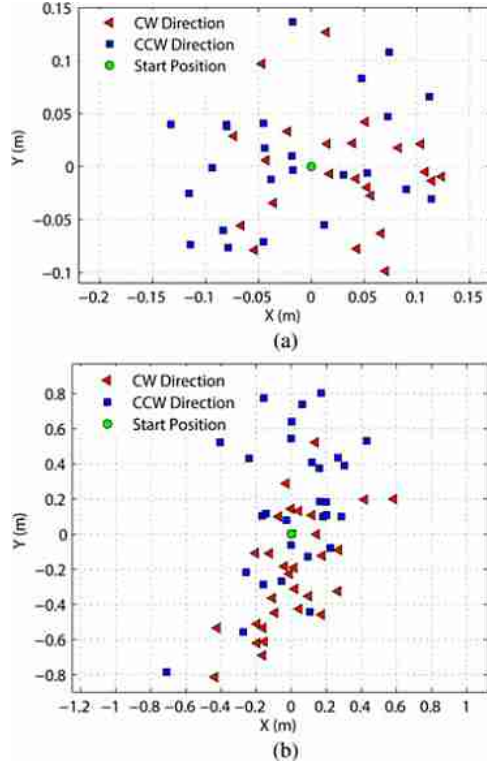 0.15
0.1
0.05
0
−0.05
−0.1
Y (m)
CW Direction
CCW Direction
Start Position
−0.2 −0.15 −0.1 −0.05 0 0.05 0.1 0.15
X (m)
(a)
0.8
0.6
0.4
0.2
0
−0.2
−0.4
−0.6
−0.8
Y (m)
CW Direction
CCW Direction
Start Position
−1.2 −1 −0.8 −0.6 −0.4 −0.2 0 0.2 0.4 0.6 0.8 1
X (m)
(b)